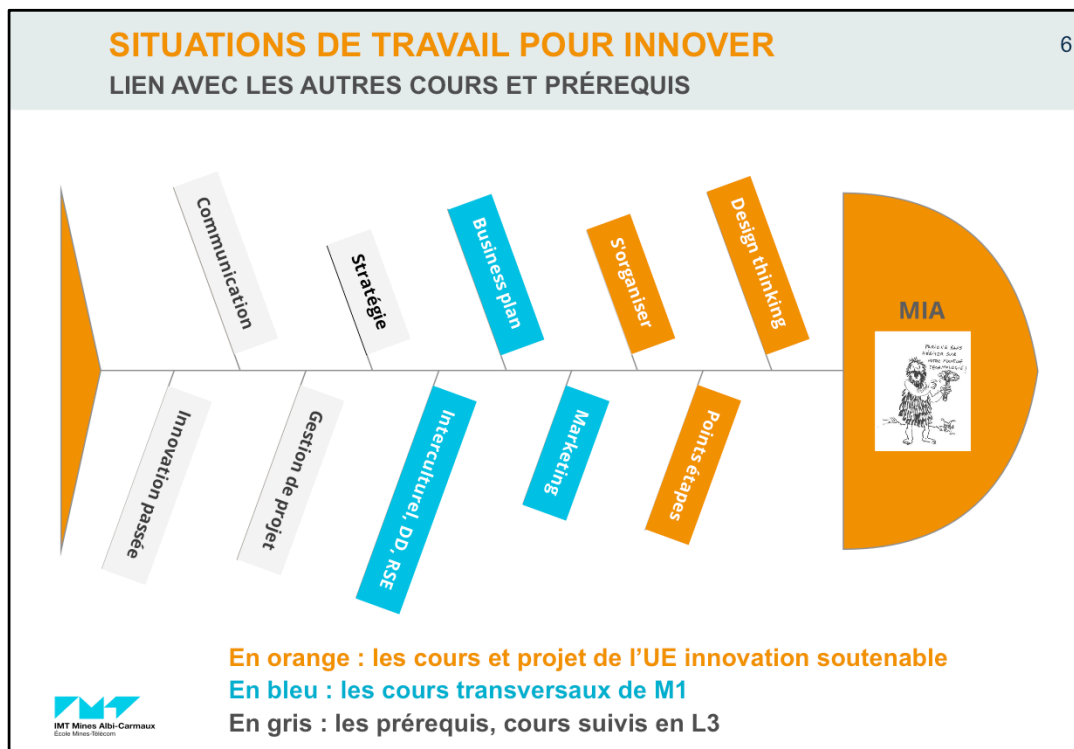 SITUATIONS DE TRAVAIL POUR INNOVER
6
LIEN AVEC LES AUTRES COURS ET PRÉREQUIS
Communication
Stratégie
Business plan
S'organiser
Design thinking
MIA
Innovation passée
Gestion de projet
Interculturel, DD, RSE
Marketing
Points étapes
En orange : les cours et projet de l'UE innovation soutenable
En bleu : les cours transversaux de M1
En gris : les prérequis, cours suivis en L3
IMT Mines Albi-Carmaux
École Mines-Télécom